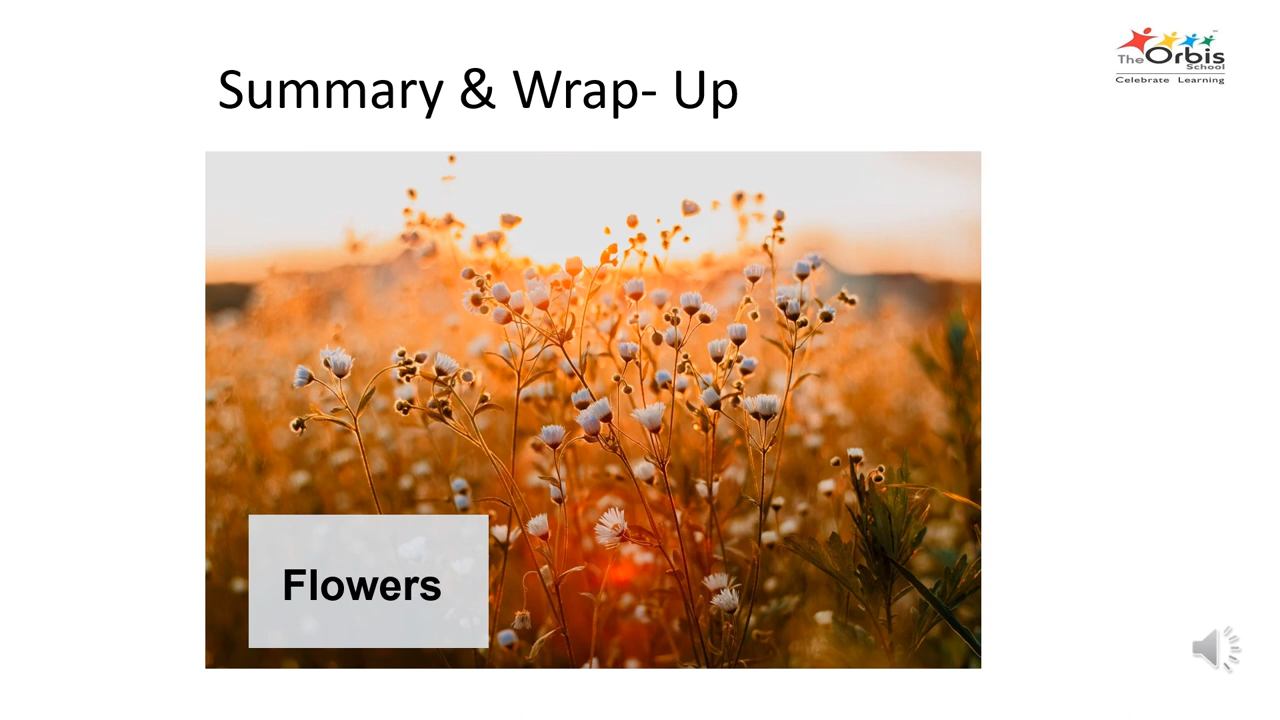 Summary & Wrap- Up
The Orbis
School
Celebrate Learning
Flowers